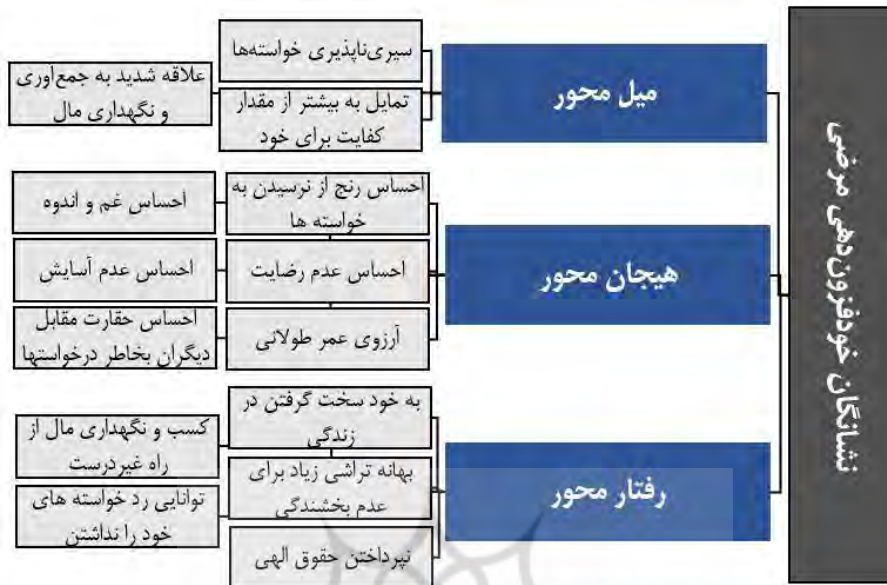 نشانگان خودفزون‌دهی مرضی
میل محور
سیری‌ناپذیری خواسته‌ها
تمایل به بیشتر از مقدار
کفایت برای خود
علاقه شدید به جمع‌آوری
و نگهداری مال
هیجان محور
احساس رنج از نرسیدن به
خواسته ها
احساس عدم رضایت
آرزوی عمر طولانی
احساس غم و اندوه
احساس عدم آسایش
احساس حقارت مقابل
دیگران بخاطر درخواستها
رفتار محور
به خود سخت گرفتن در
زندگی
بهانه تراشی زیاد برای
عدم بخشندگی
نپرداختن حقوق الهی
کسب و نگهداری مال از
راه غیردرست
توانایی رد خواسته های
خود را نداشتن